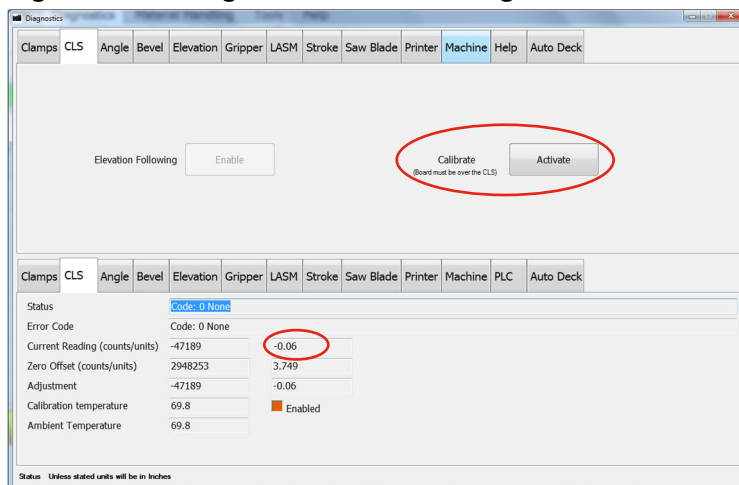 Diagnostics
Clamps CLS Angle Bevel Elevation Gripper LASM Stroke Saw Blade Printer Machine Help Auto Deck
Elevation Following Enable Calibrate Activate
(Board must be over the CLS)
Clamps CLS Angle Bevel Elevation Gripper LASM Stroke Saw Blade Printer Machine PLC Auto Deck
Status Code: 0 None
Error Code Code: 0 None
Current Reading (counts/units) -47189 -0.06
Zero Offset (counts/units) 2948253 3.749
Adjustment -47189 -0.06
Calibration temperature 69.8 Enabled
Ambient Temperature 69.8
Status Unless stated units will be in Inches